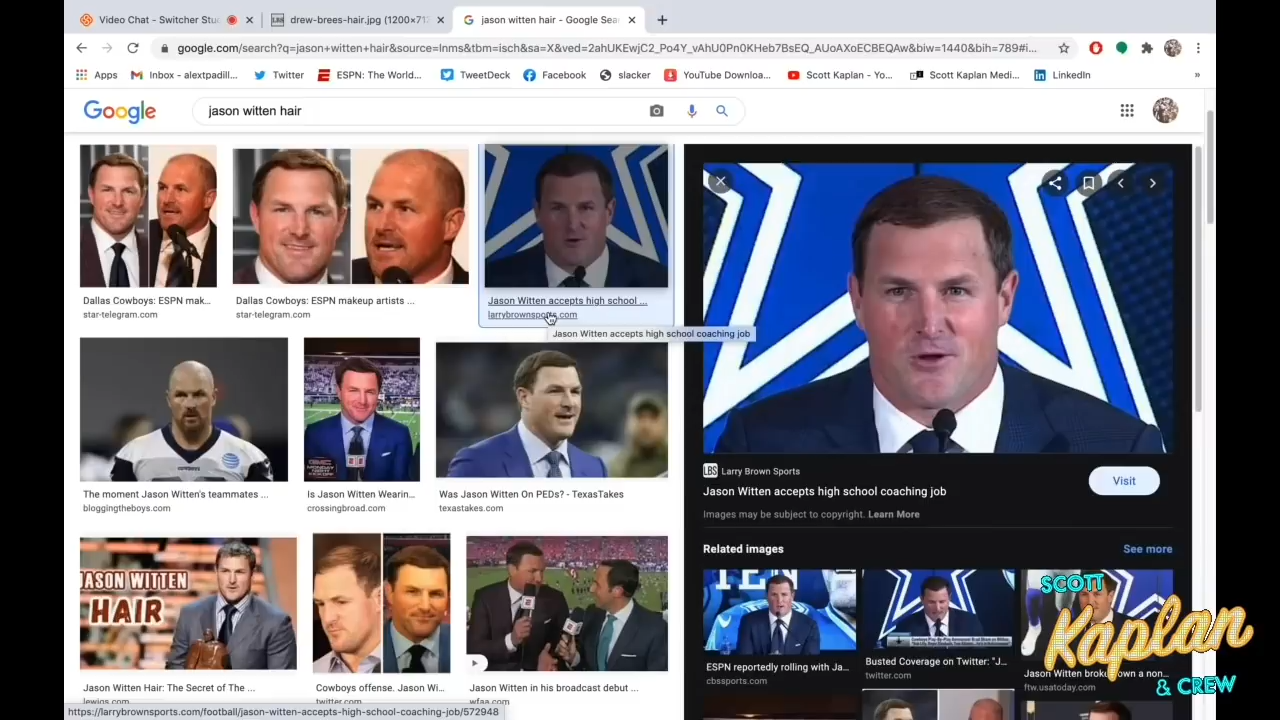 Video Chat - Switcher Stu
drew-brees-hair.jpg (1200×71
jason witten hair - Google Sea
google.com/search?q=jason+witten+hair&source=lnms&tbm=isch&sa=X&ved=2ahUKEwjC2_Po4Y_vAhU0Pn0KHeb7BsEQ_AUoAXoECBEQAw&biw=1440&bih=789#i...
Apps
Inbox - alextpadill...
Twitter
ESPN: The World...
TweetDeck
Facebook
slacker
YouTube Downloa...
Scott Kaplan - Yo...
Scott Kaplan Medi...
LinkedIn
»
Google
jason witten hair
Dallas Cowboys: ESPN mak...
star-telegram.com
Dallas Cowboys: ESPN makeup artists ...
star-telegram.com
Jason Witten accepts high school ...
larrybrownsports.com
Jason Witten accepts high school coaching job
The moment Jason Witten's teammates ...
bloggingtheboys.com
Is Jason Witten Wearin...
crossingbroad.com
Was Jason Witten On PEDs? - TexasTakes
texastakes.com
JASON WITTEN
HAIR
Jason Witten Hair: The Secret of The ...
lewigs.com
Cowboys offense. Jason Wi...
twitter.com
Jason Witten in his broadcast debut ...
wfaa.com
LBS
Larry Brown Sports
Jason Witten accepts high school coaching job
Visit
Images may be subject to copyright. Learn More
Related images
See more
ESPN reportedly rolling with Ja...
cbssports.com
Busted Coverage on Twitter: "J...
twitter.com
Jason Witten brok
down a non...
ftw.usatoday.com
SCOTT
Kaplan
& CREW
https://larrybrownsports.com/football/jason-witten-accepts-high-school-coaching-job/572948